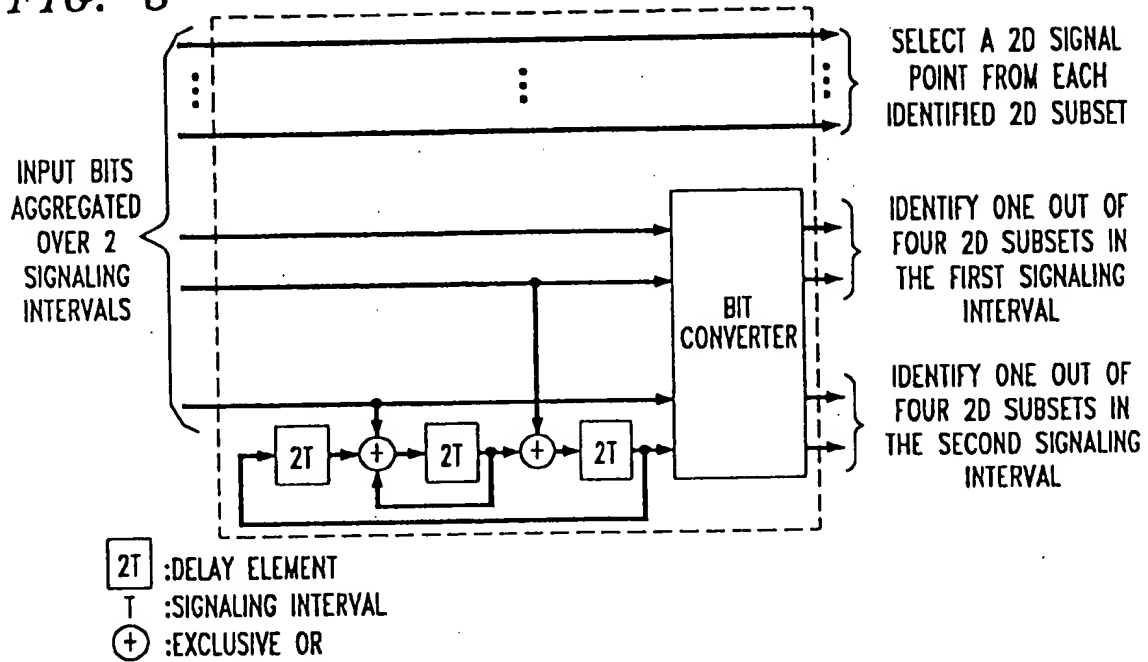 FIG. 8
SELECT A 2D SIGNAL
POINT FROM EACH
IDENTIFIED 2D SUBSET
INPUT BITS
AGGREGATED
OVER 2
SIGNALING
INTERVALS
IDENTIFY ONE OUT OF
FOUR 2D SUBSETS IN
THE FIRST SIGNALING
INTERVAL
BIT
CONVERTER
IDENTIFY ONE OUT OF
FOUR 2D SUBSETS IN
THE SECOND SIGNALING
INTERVAL
2T + 2T + 2T
2T :DELAY ELEMENT
T :SIGNALING INTERVAL
+ :EXCLUSIVE OR